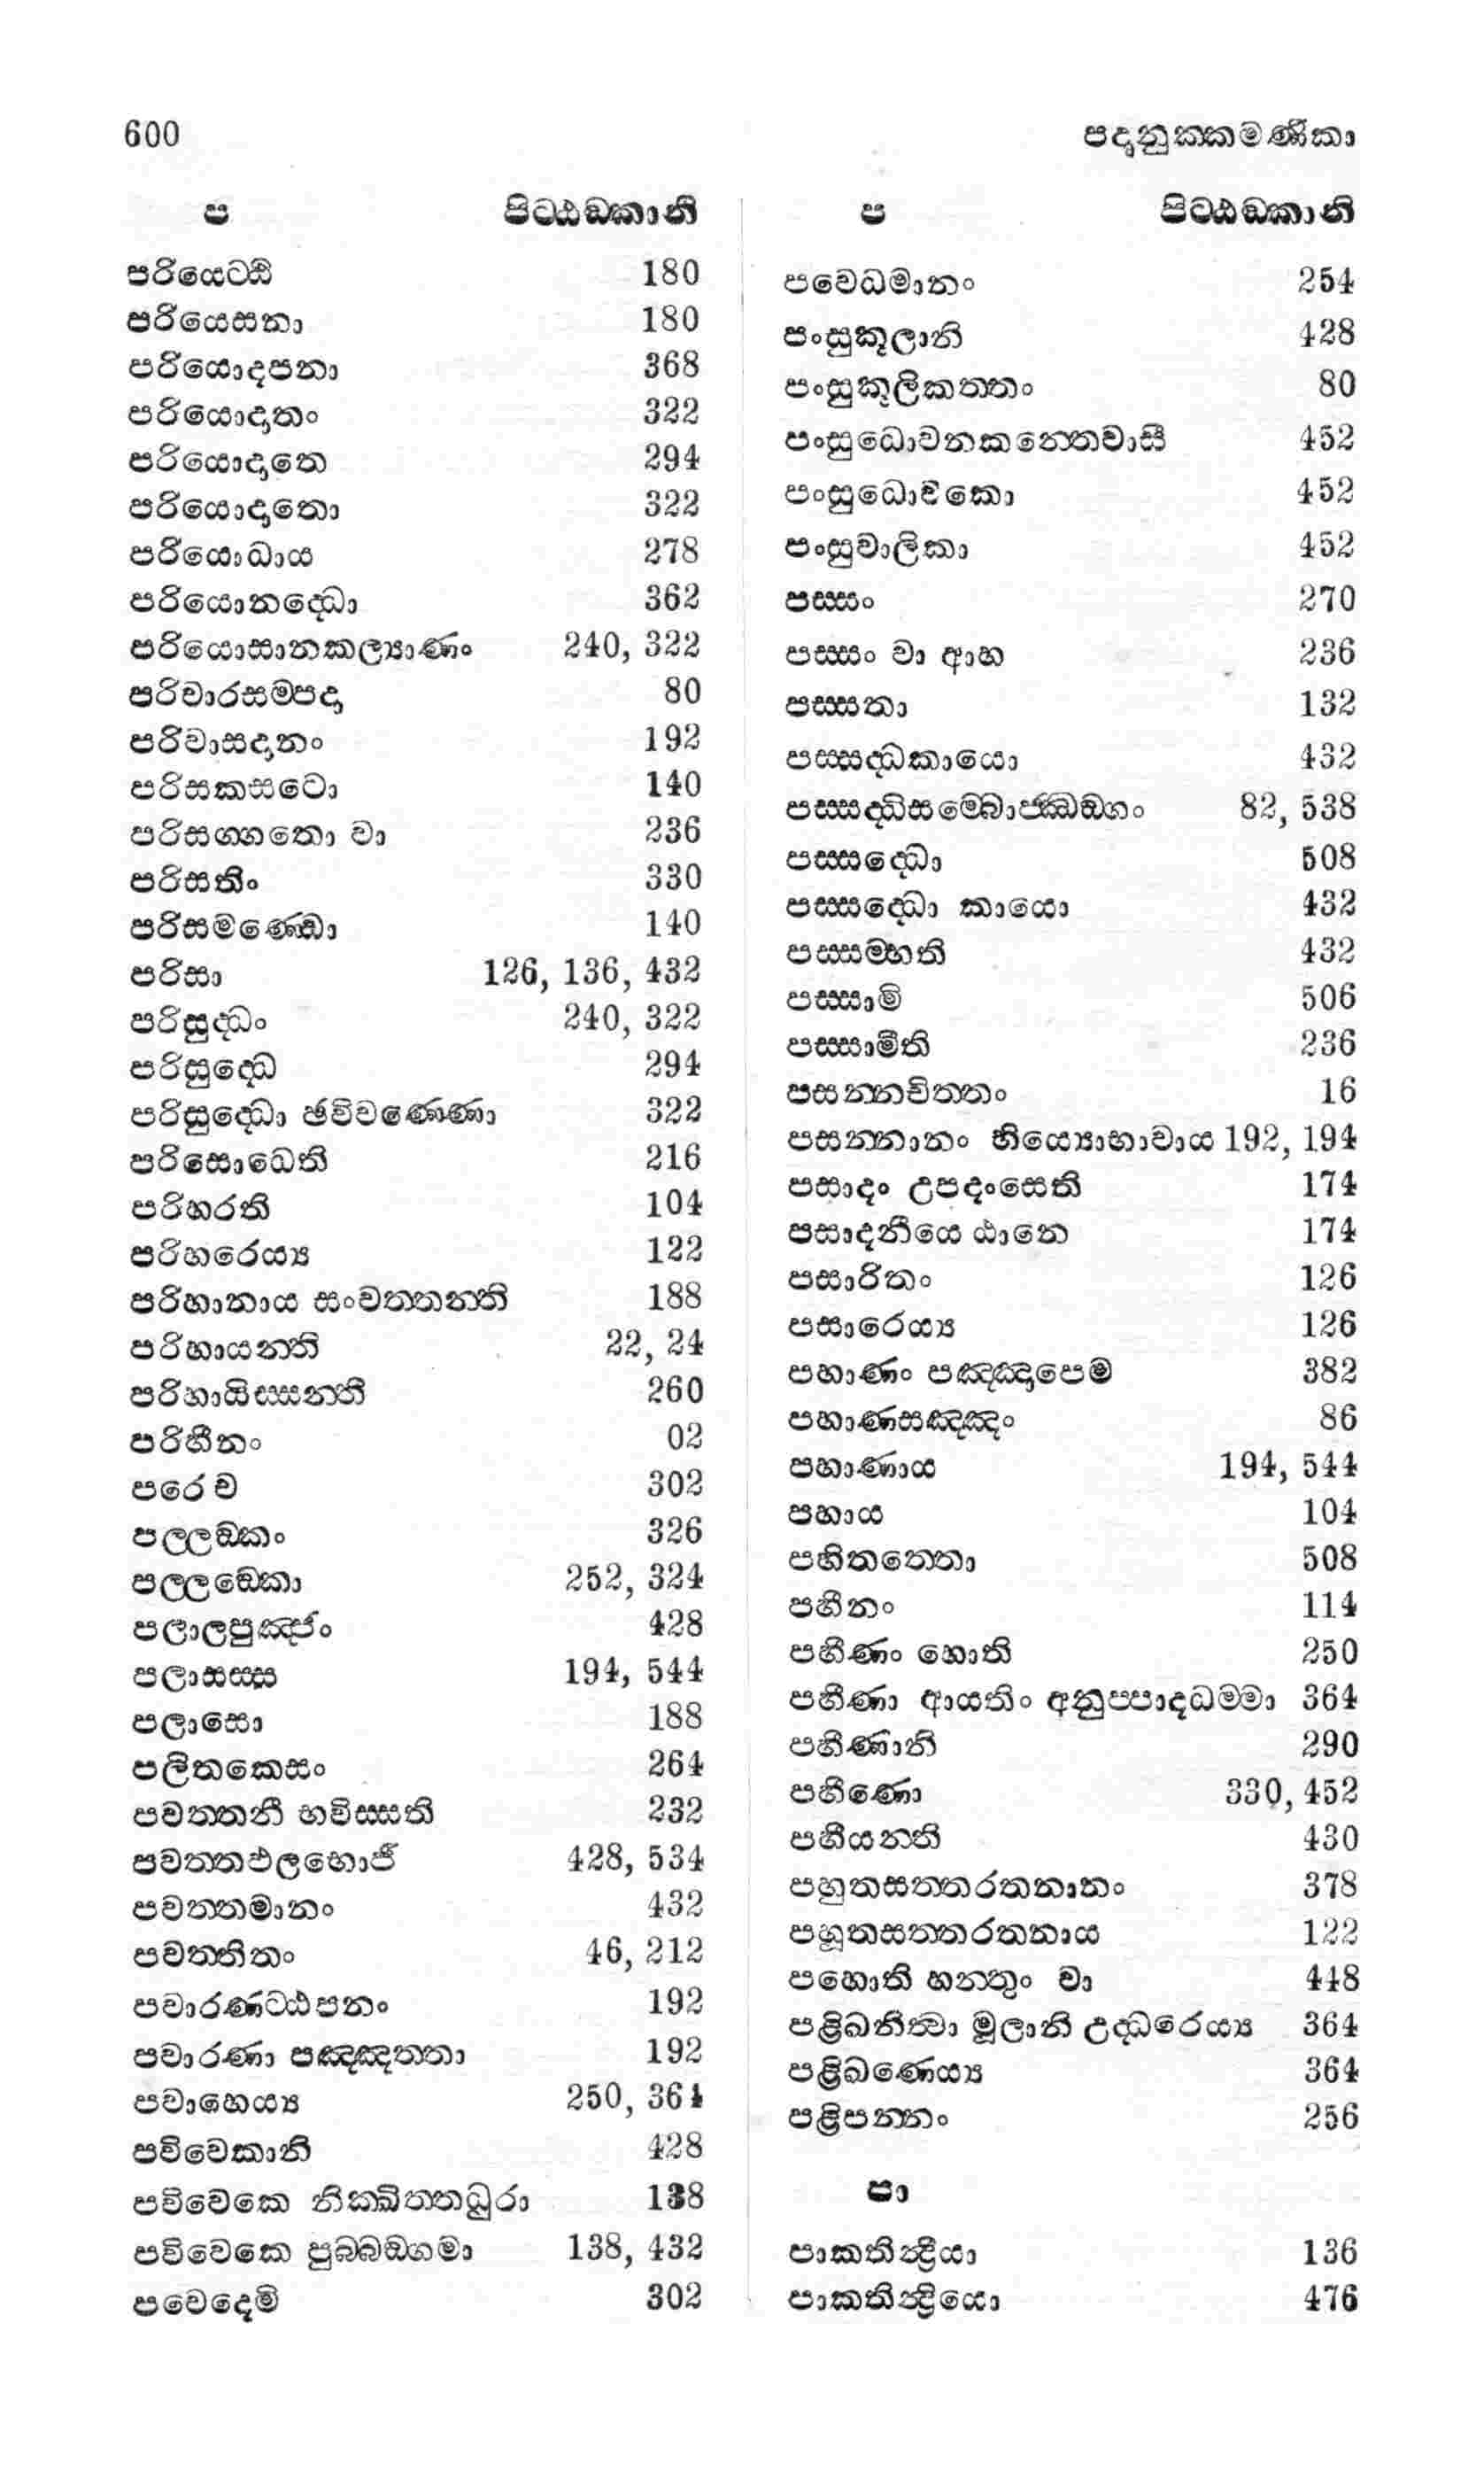 600 පදානුක්කමණිකා
ප පිට්ඨඞ්කානි
පරියෙට්ඨි 180
පරියෙසනා 180
පරියොදපනා 368
පරියොදාතං 322
පරියොදාතෙ 294
පරියොදාතො 322
පරියොධාය 278
පරියොනද්ධො 362
පරියොසානකල්‍යාණං 240, 322
පරිවාරසම්පදා 80
පරිවාසදානං 192
පරිසකසටො 140
පරිසග්ගතො වා 236
පරිසතිං 330
පරිසමණ්ඩො 140
පරිසා 126, 136, 432
පරිසුද්ධං 240, 322
පරිසුද්ධෙ 294
පරිසුද්ධො ඡවිවණ්ණො 322
පරිසොධෙති 216
පරිහරති 104
පරිහරෙය්‍ය 122
පරිහානාය සංවත්තන්ති 188
පරිහායන්ති 22, 24
පරිහායිස්සන්ති 260
පරිහීනං 02
පරෙ ච 302
පල්ලඞ්කං 326
පල්ලඞ්කො 252, 324
පලාලපුඤ්ජං 428
පලාසස්ස 194, 544
පලාසො 188
පලිතකෙසං 264
පවත්තනී භවිස්සති 232
පවත්තඵලභොජී 428, 534
පවත්තමානං 432
පවත්තිතං 46, 212
පවාරණට්ඨපනං 192
පවාරණා පඤ්ඤත්තා 192
පවාහෙය්‍ය 250, 364
පවිවෙකානි 428
පවිවෙකෙ නික්ඛිත්තධුරා 138
පවිවෙකෙ පුබ්බඞ්ගමා 138, 432
පවෙදෙමි 302
ප පිට්ඨඞ්කානි
පවෙධමානං 254
පංසුකූලානි 428
පංසුකූලිකත්තං 80
පංසුධොවනකන්තෙවාසී 452
පංසුධොවකො 452
පංසුවාලිකා 452
පස්සං 270
පස්සං වා ආහ 236
පස්සතා 132
පස්සද්ධකායො 432
පස්සද්ධිසම්බොජ්ඣඞ්ගං 82, 538
පස්සද්ධො 508
පස්සද්ධො කායො 432
පස්සම්භති 432
පස්සාමි 506
පස්සාමීති 236
පසන්නචිත්තං 16
පසන්නානං භිය්‍යොභාවාය 192, 194
පසාදං උපදංසෙති 174
පසාදනීයෙ ඨානෙ 174
පසාරිතං 126
පසාරෙය්‍ය 126
පහාණං පඤ්ඤාපෙම 382
පහාණසඤ්ඤං 86
පහාණාය 194, 544
පහාය 104
පහිතත්තො 508
පහීනං 114
පහීණං හොති 250
පහීණා ආයතිං අනුප්පාදධම්මා 364
පහීණානි 290
පහීණො 330, 452
පහීයන්ති 430
පහුතසත්තරතනානං 378
පහූතසත්තරතනාය 122
පහොති හන්තුං වා 448
පළිඛනිත්‍වා මූලානි උද්ධරෙය්‍ය 364
පළිඛණෙය්‍ය 364
පළිපන්නං 256
පා
පාකතින්‍ද්‍රියා 136
පාකතින්‍ද්‍රියො 476